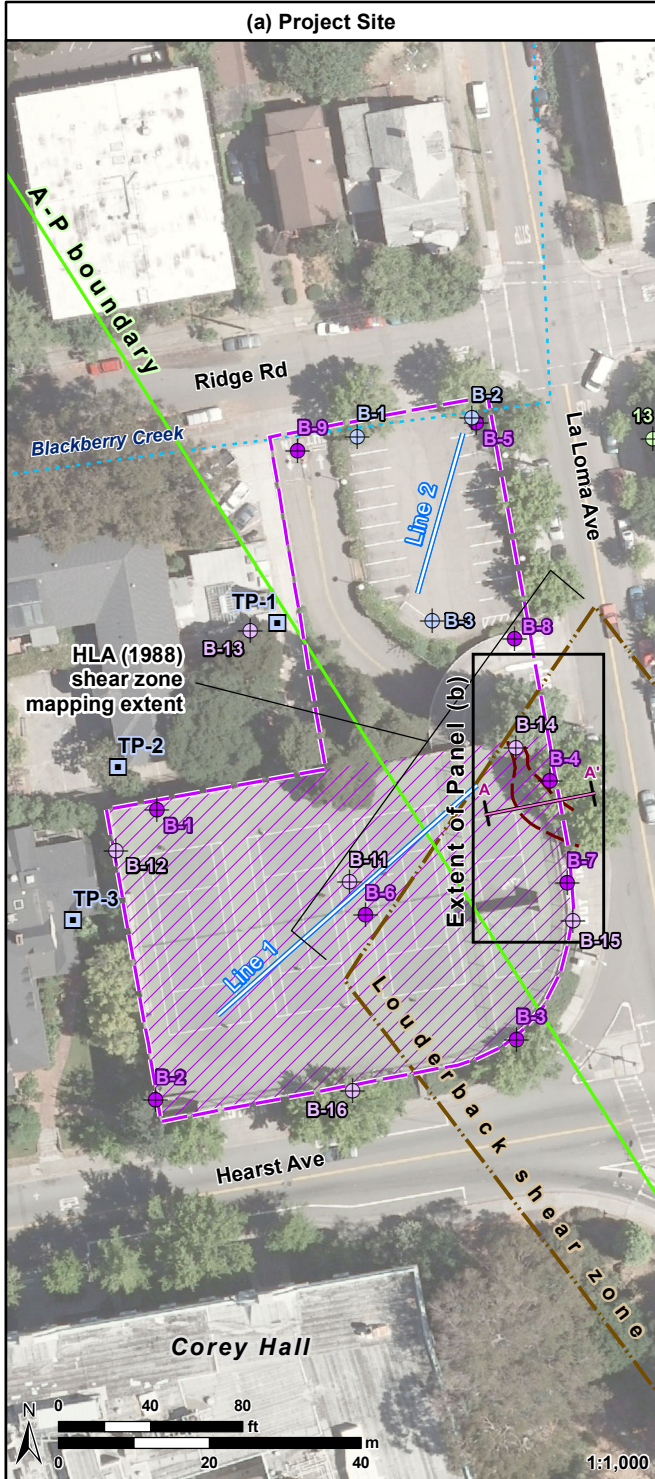 (a) Project Site
A-P boundary
STOP
Ridge Rd
B-1
B-2
B-9
B-5
13
Blackberry Creek
La Loma Ave
Line 2
TP-1
B-3
B-13
B-8
HLA (1988)
shear zone
mapping extent
Extent of Panel (b)
B-14
TP-2
B-4
A
A'
B-1
B-12
B-11
B-7
TP-3
B-6
B-15
Line 1
Louderback shear zone
B-3
B-2
B-16
Hearst Ave
Corey Hall
N
0 40 80
ft
m
0 20 40
1:1,000